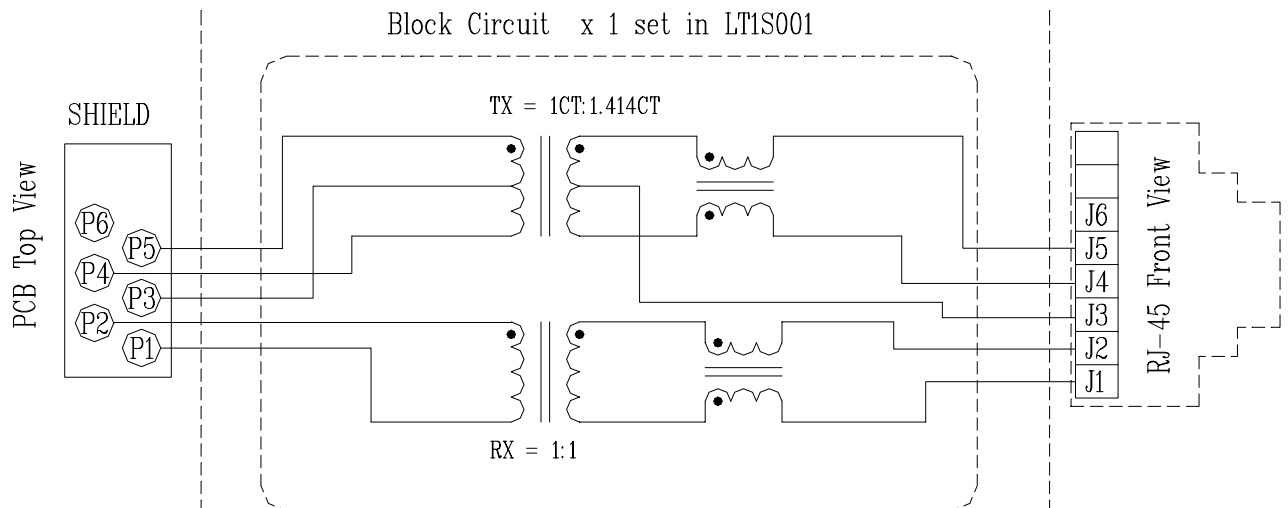 Block Circuit x 1 set in LT1S001
TX = 1CT:1.414CT
SHIELD
PCB Top View
P6
P5
P4
P3
P2
P1
J6
J5
J4
J3
J2
J1
RJ-45 Front View
RX = 1:1